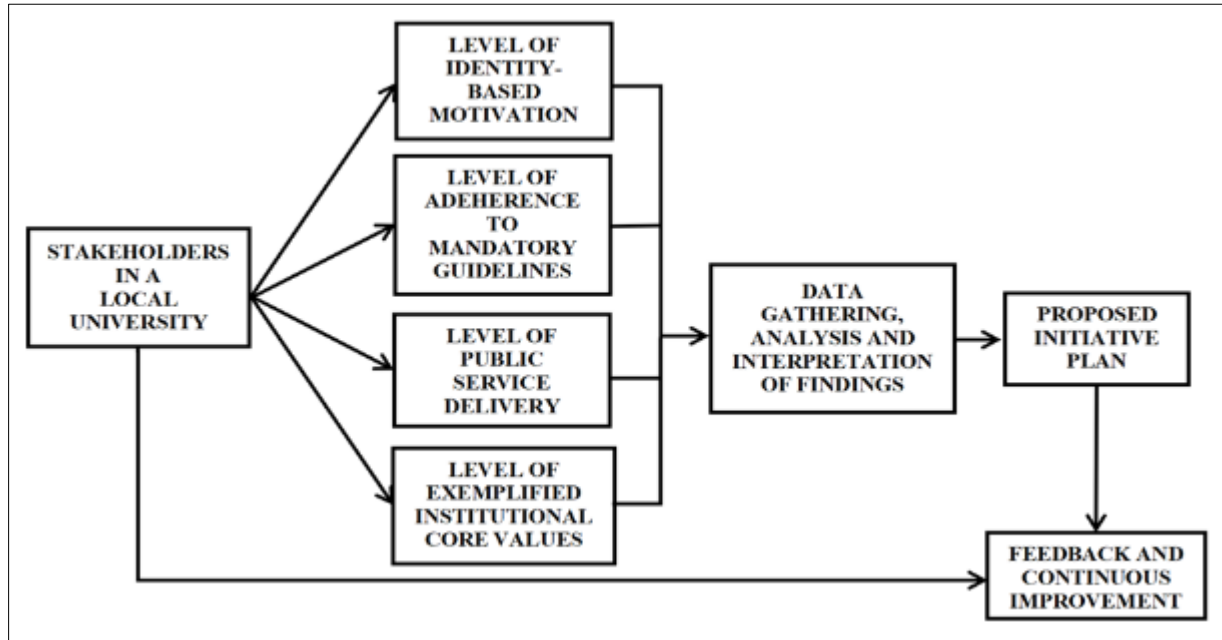 LEVEL OF
IDENTITY-
BASED
MOTIVATION
LEVEL OF
ADEHERENCE
TO
MANDATORY
GUIDELINES
STAKEHOLDERS
IN A
LOCAL
UNIVERSITY
LEVEL OF
PUBLIC
SERVICE
DELIVERY
LEVEL OF
EXEMPLIFIED
INSTITUTIONAL
CORE VALUES
DATA
GATHERING,
ANALYSIS AND
INTERPRETATION
OF FINDINGS
PROPOSED
INITIATIVE
PLAN
FEEDBACK AND
CONTINUOUS
IMPROVEMENT